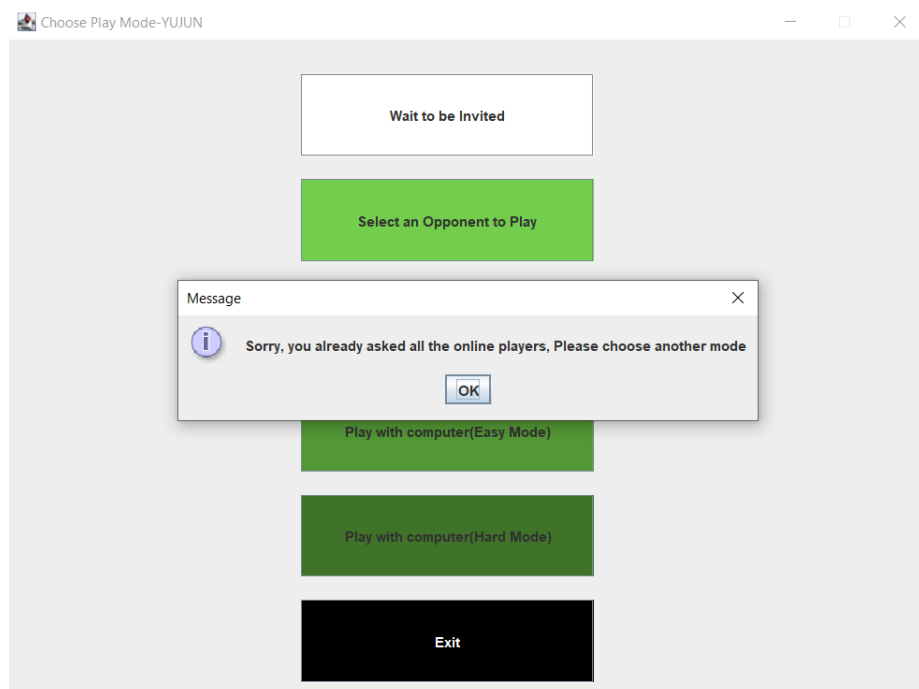 Choose Play Mode-YUJUN
Wait to be Invited
Select an Opponent to Play
Message
Sorry, you already asked all the online players, Please choose another mode
OK
Play with computer(Easy Mode)
Play with computer(Hard Mode)
Exit